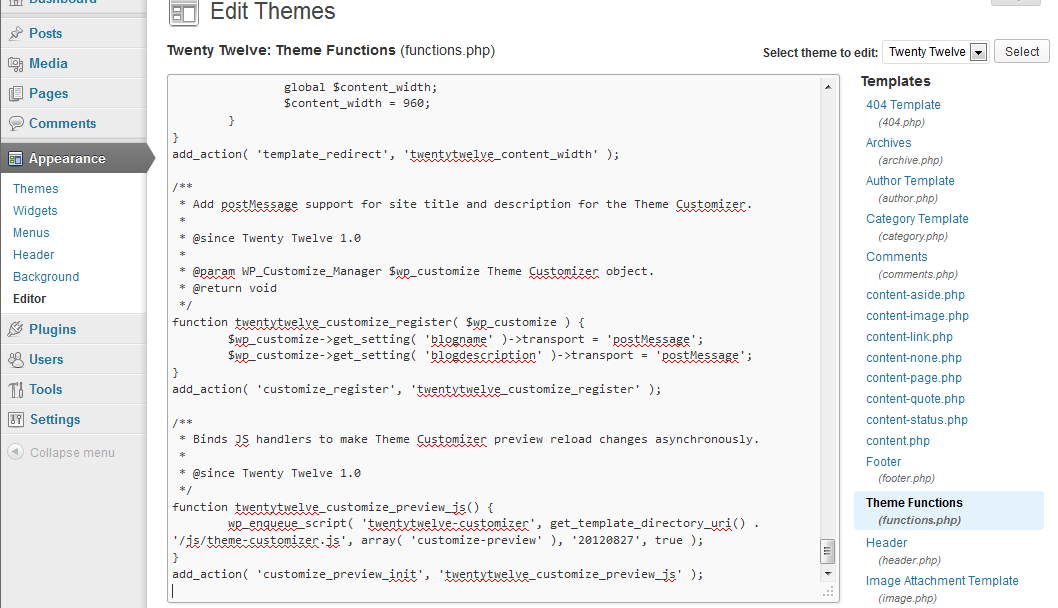 Dashboard
Posts
Media
Pages
Comments
Appearance
Themes
Widgets
Menus
Header
Background
Editor
Plugins
Users
Tools
Settings
Collapse menu
Edit Themes
Twenty Twelve: Theme Functions (functions.php)
Select theme to edit: Twenty Twelve Select
global $content_width;
$content_width = 960;
}
}
add_action( 'template_redirect', 'twentytwelve_content_width' );
/**
* Add postMessage support for site title and description for the Theme Customizer.
*
* @since Twenty Twelve 1.0
*
* @param WP_Customize_Manager $wp_customize Theme Customizer object.
* @return void
*/
function twentytwelve_customize_register( $wp_customize ) {
$wp_customize->get_setting( 'blogname' )->transport = 'postMessage';
$wp_customize->get_setting( 'blogdescription' )->transport = 'postMessage';
}
add_action( 'customize_register', 'twentytwelve_customize_register' );
/**
* Binds JS handlers to make Theme Customizer preview reload changes asynchronously.
*
* @since Twenty Twelve 1.0
*/
function twentytwelve_customize_preview_js() {
wp_enqueue_script( 'twentytwelve-customizer', get_template_directory_uri() .
'/js/theme-customizer.js', array( 'customize-preview' ), '20120827', true );
}
add_action( 'customize_preview_init', 'twentytwelve_customize_preview_js' );
Templates
404 Template
(404.php)
Archives
(archive.php)
Author Template
(author.php)
Category Template
(category.php)
Comments
(comments.php)
content-aside.php
content-image.php
content-link.php
content-none.php
content-page.php
content-quote.php
content-status.php
content.php
Footer
(footer.php)
Theme Functions
(functions.php)
Header
(header.php)
Image Attachment Template
(image.php)